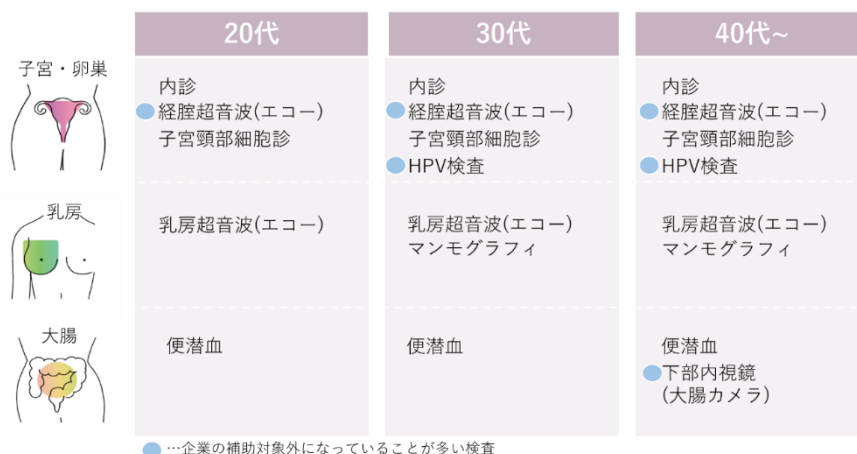 20代
30代
40代~
子宮・卵巣
内診
経腟超音波(エコー)
子宮頸部細胞診
内診
経腟超音波(エコー)
子宮頸部細胞診
HPV検査
内診
経腟超音波(エコー)
子宮頸部細胞診
HPV検査
乳房
乳房超音波(エコー)
乳房超音波(エコー)
マンモグラフィ
乳房超音波(エコー)
マンモグラフィ
大腸
便潜血
便潜血
便潜血
下部内視鏡
(大腸カメラ)
…企業の補助対象外になっていることが多い検査